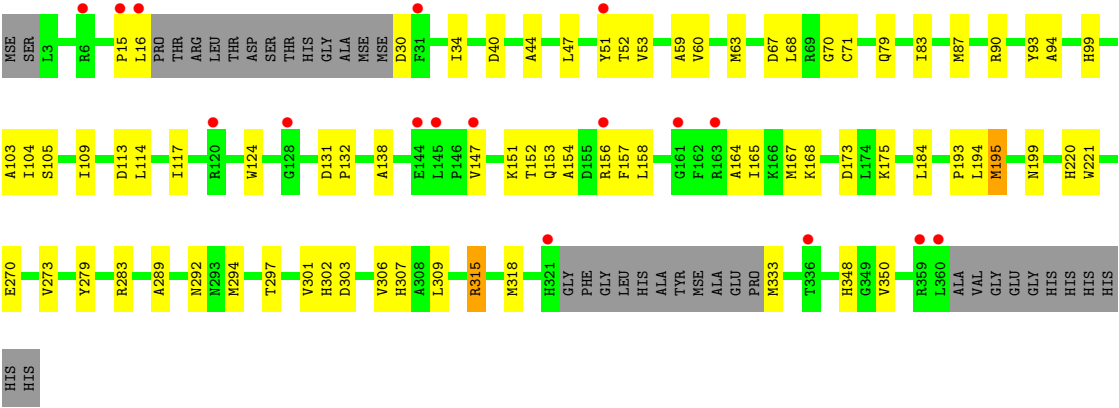 MSE SER L3 R6 P15 L16 PRO THR ARG LEU THR ASP SER THR HIS GLY ALA MSE MSE D30 F31 I34 D40 A44 L47 Y51 T52 V53 A59 V60 M63 D67 L68 R69 G70 C71 Q79 I83 M87 R90 Y93 A94 H99
A103 I104 S105 I109 D113 L114 I117 R120 W124 G128 D131 P132 A138 E144 L145 P146 V147 K151 T152 Q153 A154 D155 R156 F157 L158 G161 F162 R163 A164 I165 K166 M167 K168 D173 L174 K175 L184 P193 L194 M195 N199 H220 W221
E270 V273 Y279 R283 A289 N292 N293 M294 T297 V301 H302 D303 V306 H307 A308 L309 R315 M318 H321 GLY PHE GLY LEU HIS ALA TYR MSE ALA GLU PRO M333 T336 H348 G349 V350 R359 L360 ALA VAL GLY GLU GLY HIS HIS HIS HIS
HIS HIS